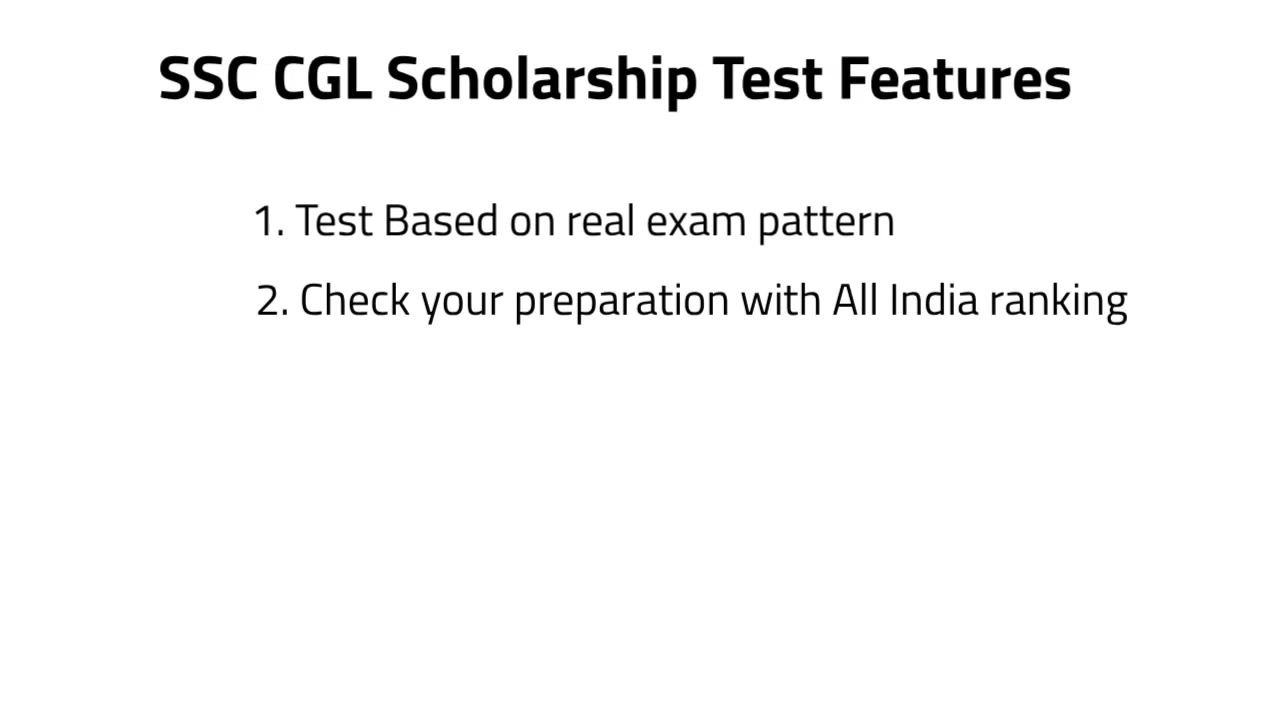 SSC CGL Scholarship Test Features
1. Test Based on real exam pattern
2. Check your preparation with All India ranking